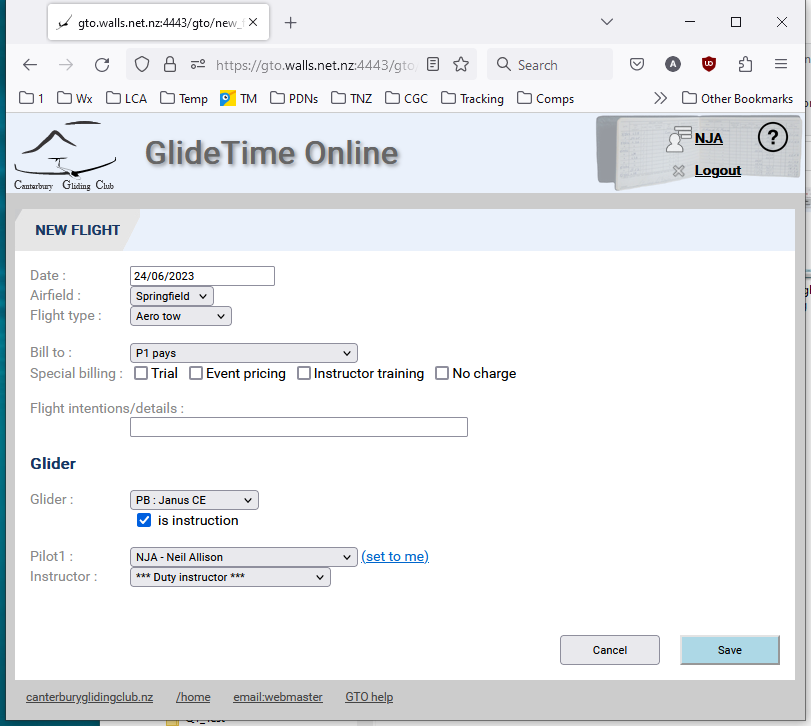 gto.walls.net.nz:4443/gto/new_
https://gto.walls.net.nz:4443/gto
Search
A
1 Wx LCA Temp TM PDNs TNZ CGC Tracking Comps Other Bookmarks
Canterbury Gliding Club
GlideTime Online
NJA
?
Logout
NEW FLIGHT
Date : 24/06/2023
Airfield : Springfield
Flight type : Aero tow
Bill to : P1 pays
Special billing : Trial Event pricing Instructor training No charge
Flight intentions/details :
Glider
Glider : PB : Janus CE
is instruction
Pilot1 : NJA - Neil Allison (set to me)
Instructor : *** Duty instructor ***
Cancel Save
canterburyglidingclub.nz /home email:webmaster GTO help